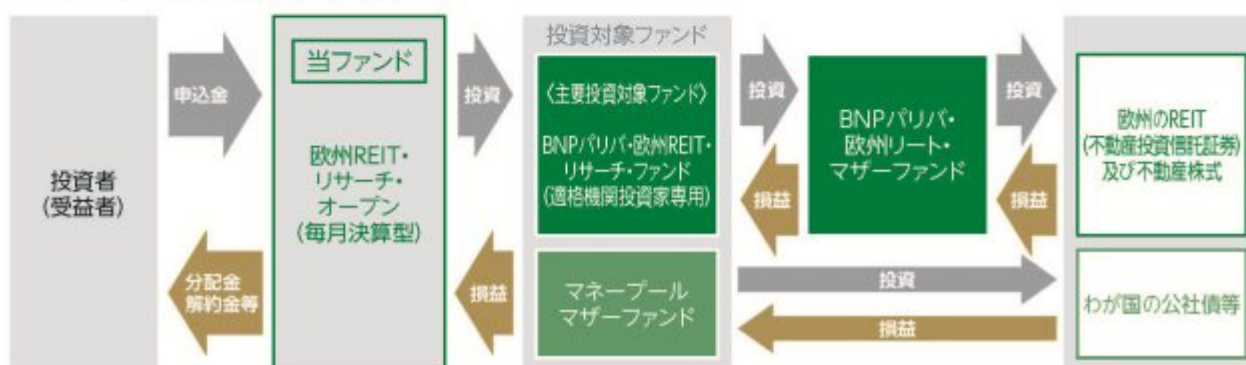 投資者
(受益者)
申込金
分配金
解約金等
当ファンド
欧州REIT・
リサーチ・
オープン
(毎月決算型)
投資
損益
投資対象ファンド
〈主要投資対象ファンド〉
BNPパリバ・欧州REIT・
リサーチ・ファンド
(適格機関投資家専用)
マネープール
マザーファンド
投資
損益
BNPパリバ・
欧州リート・
マザーファンド
投資
損益
投資
損益
欧州のREIT
(不動産投資信託証券)
及び不動産株式
わが国の公社債等